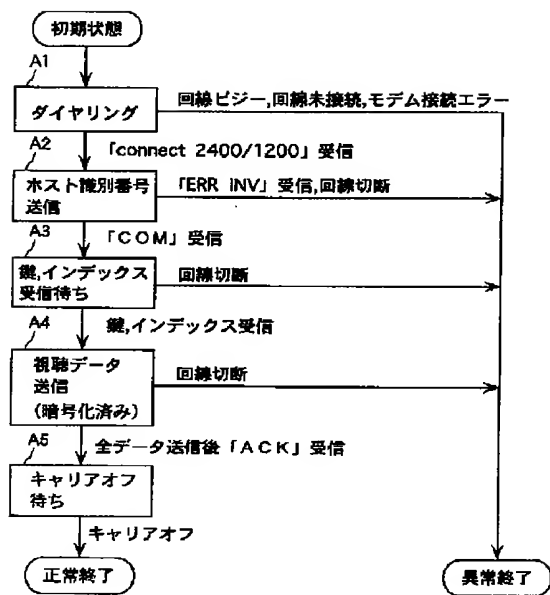 初期状態
A1
ダイヤリング
回線ビジー,回線未接続,モデム接続エラー
「connect 2400/1200」受信
A2
ホスト識別番号
送信
「ERR iNV」受信,回線切断
「COM」受信
A3
鍵,インデックス
受信待ち
回線切断
鍵,インデックス受信
A4
視聴データ
送信
(暗号化済み)
回線切断
全データ送信後「ACK」受信
A5
キャリアオフ
待ち
キャリアオフ
正常終了
異常終了